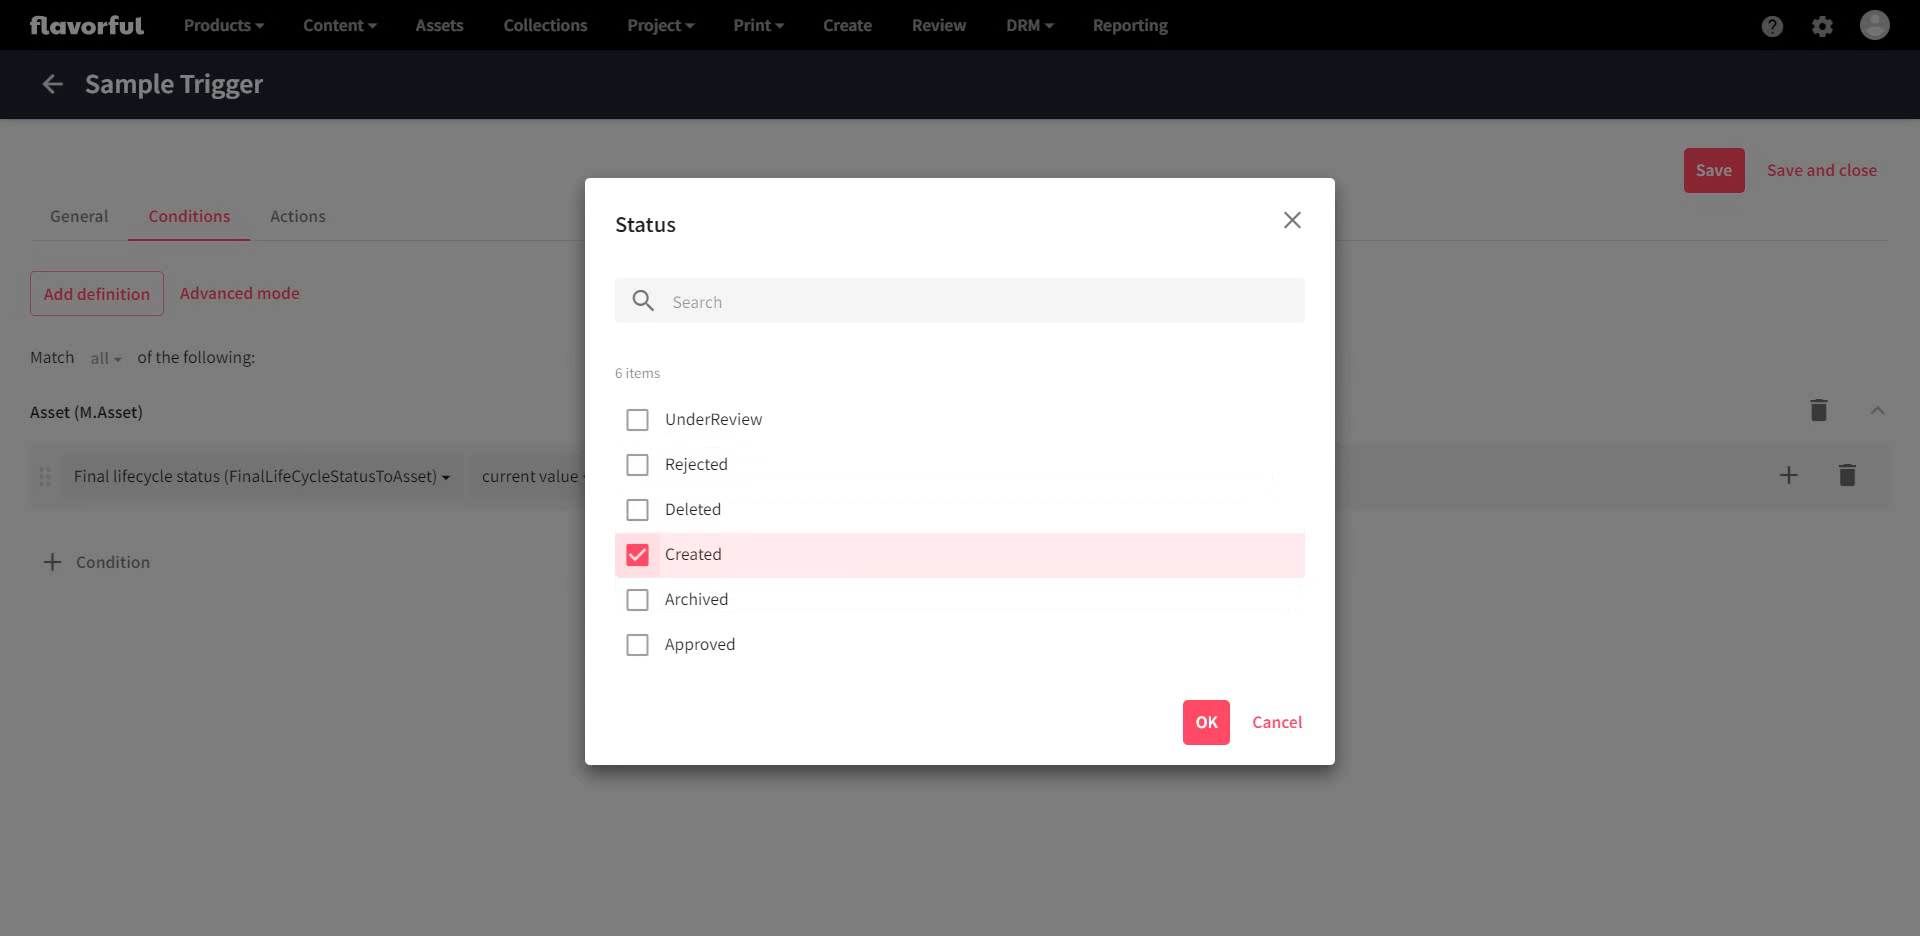 flavorful Products Content Assets Collections Project Print Create Review DRM Reporting
Sample Trigger
Save Save and close
General Conditions Actions
Add definition Advanced mode
Match all of the following:
Asset (M.Asset)
Final lifecycle status (FinalLifeCycleStatusToAsset) current value
Condition
Status
Search
6 items
UnderReview
Rejected
Deleted
Created
Archived
Approved
OK Cancel